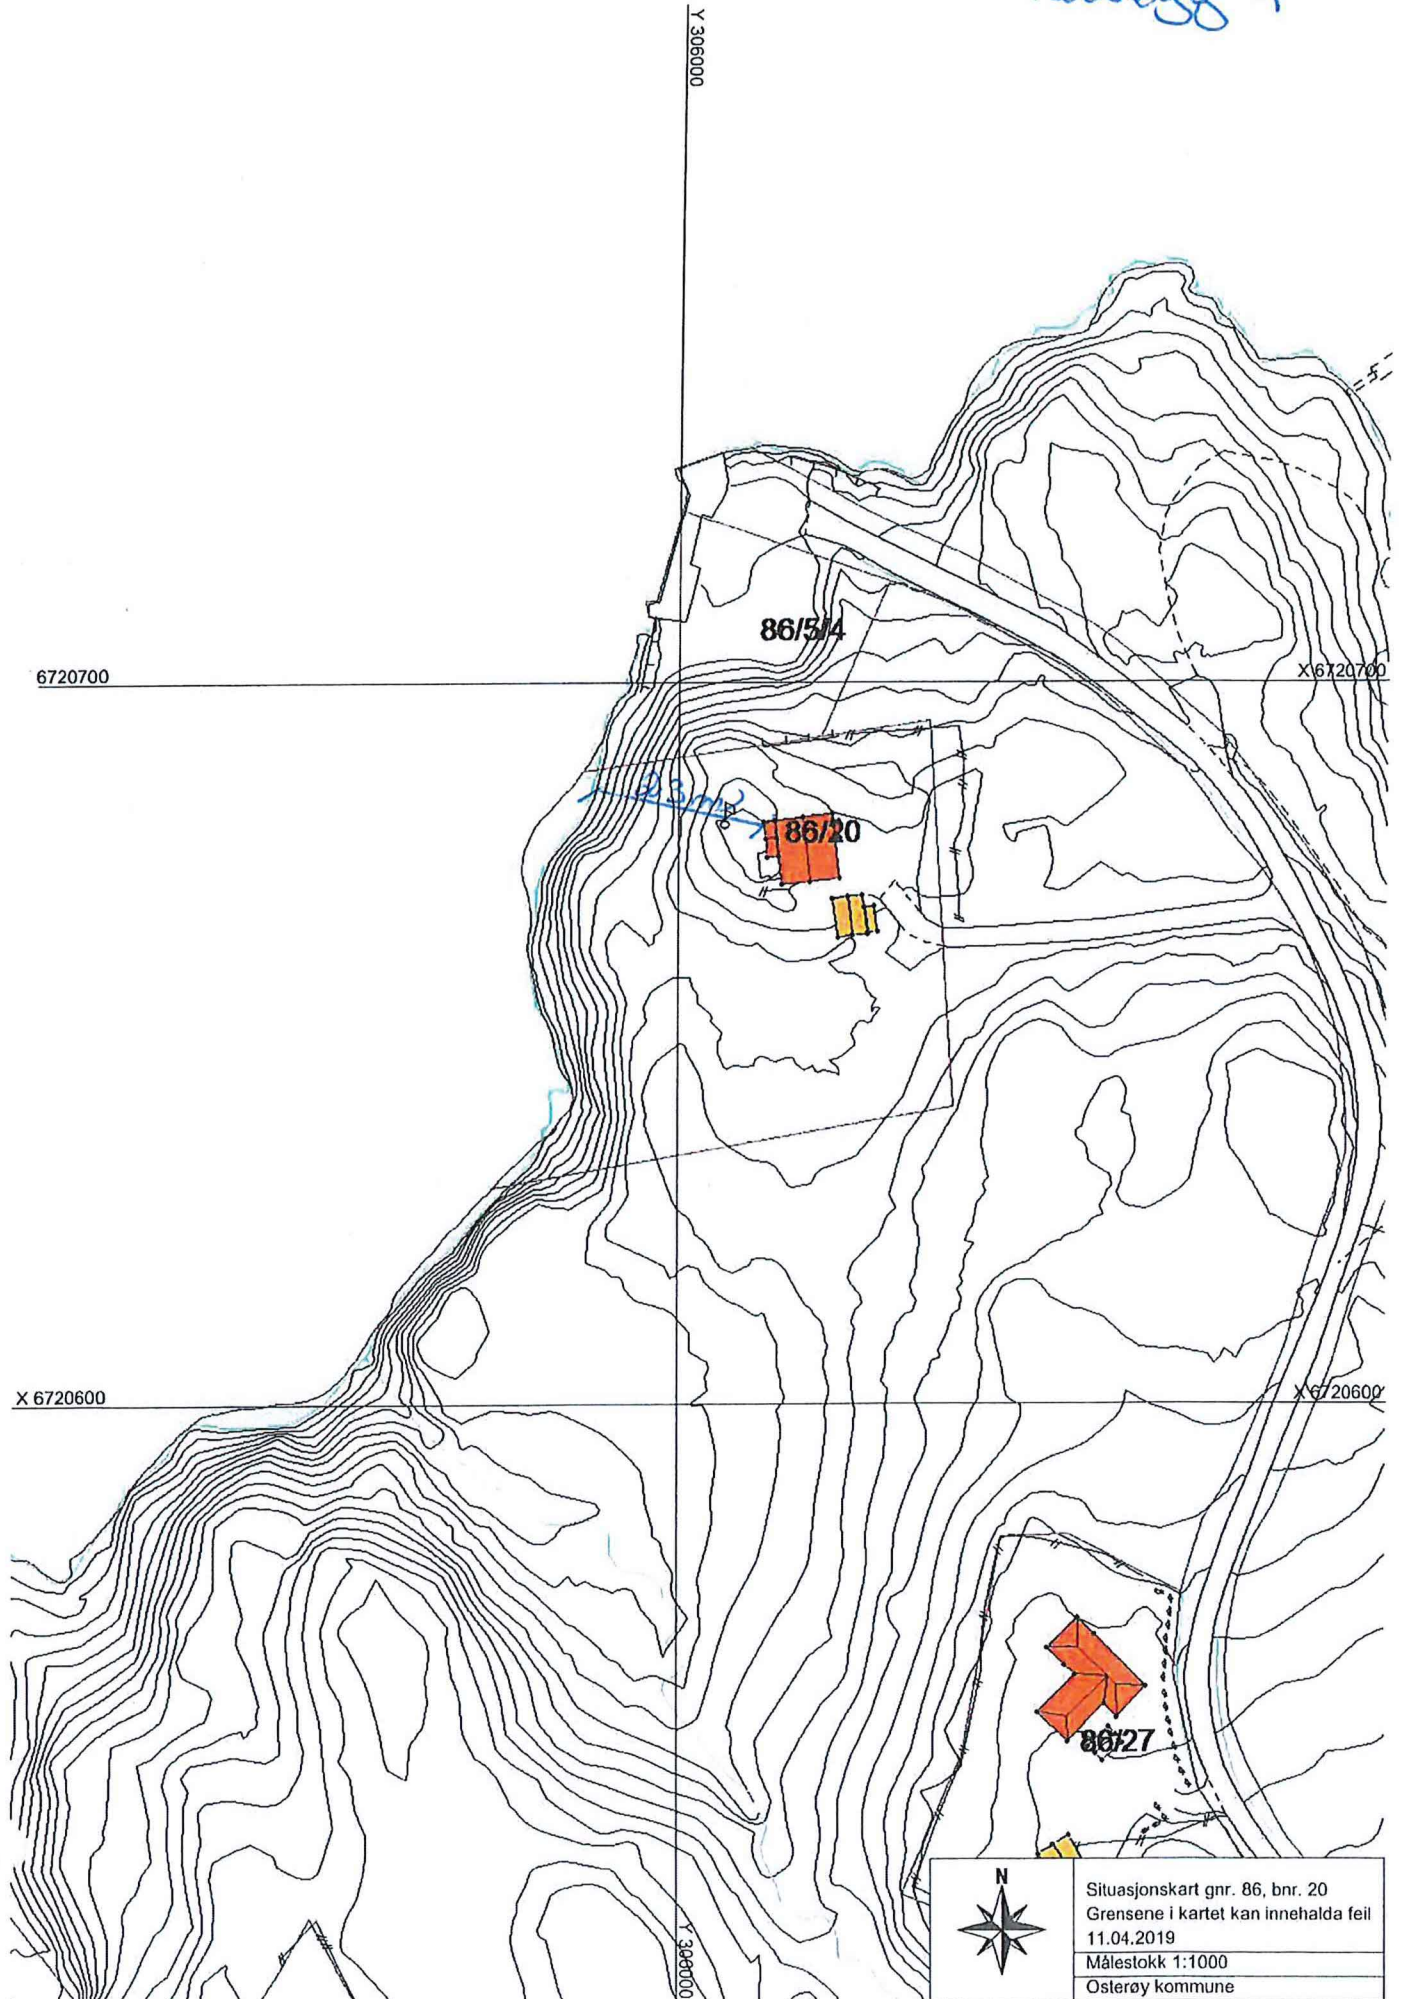 Y 306000
86/5/4
6720700
X 6720700
23 m
86/20
X 6720600
X 6720600
86/27
Y 306000
N
Situasjonskart gnr. 86, bnr. 20
Grensene i kartet kan innehalda feil
11.04.2019
Målestokk 1:1000
Osterøy kommune